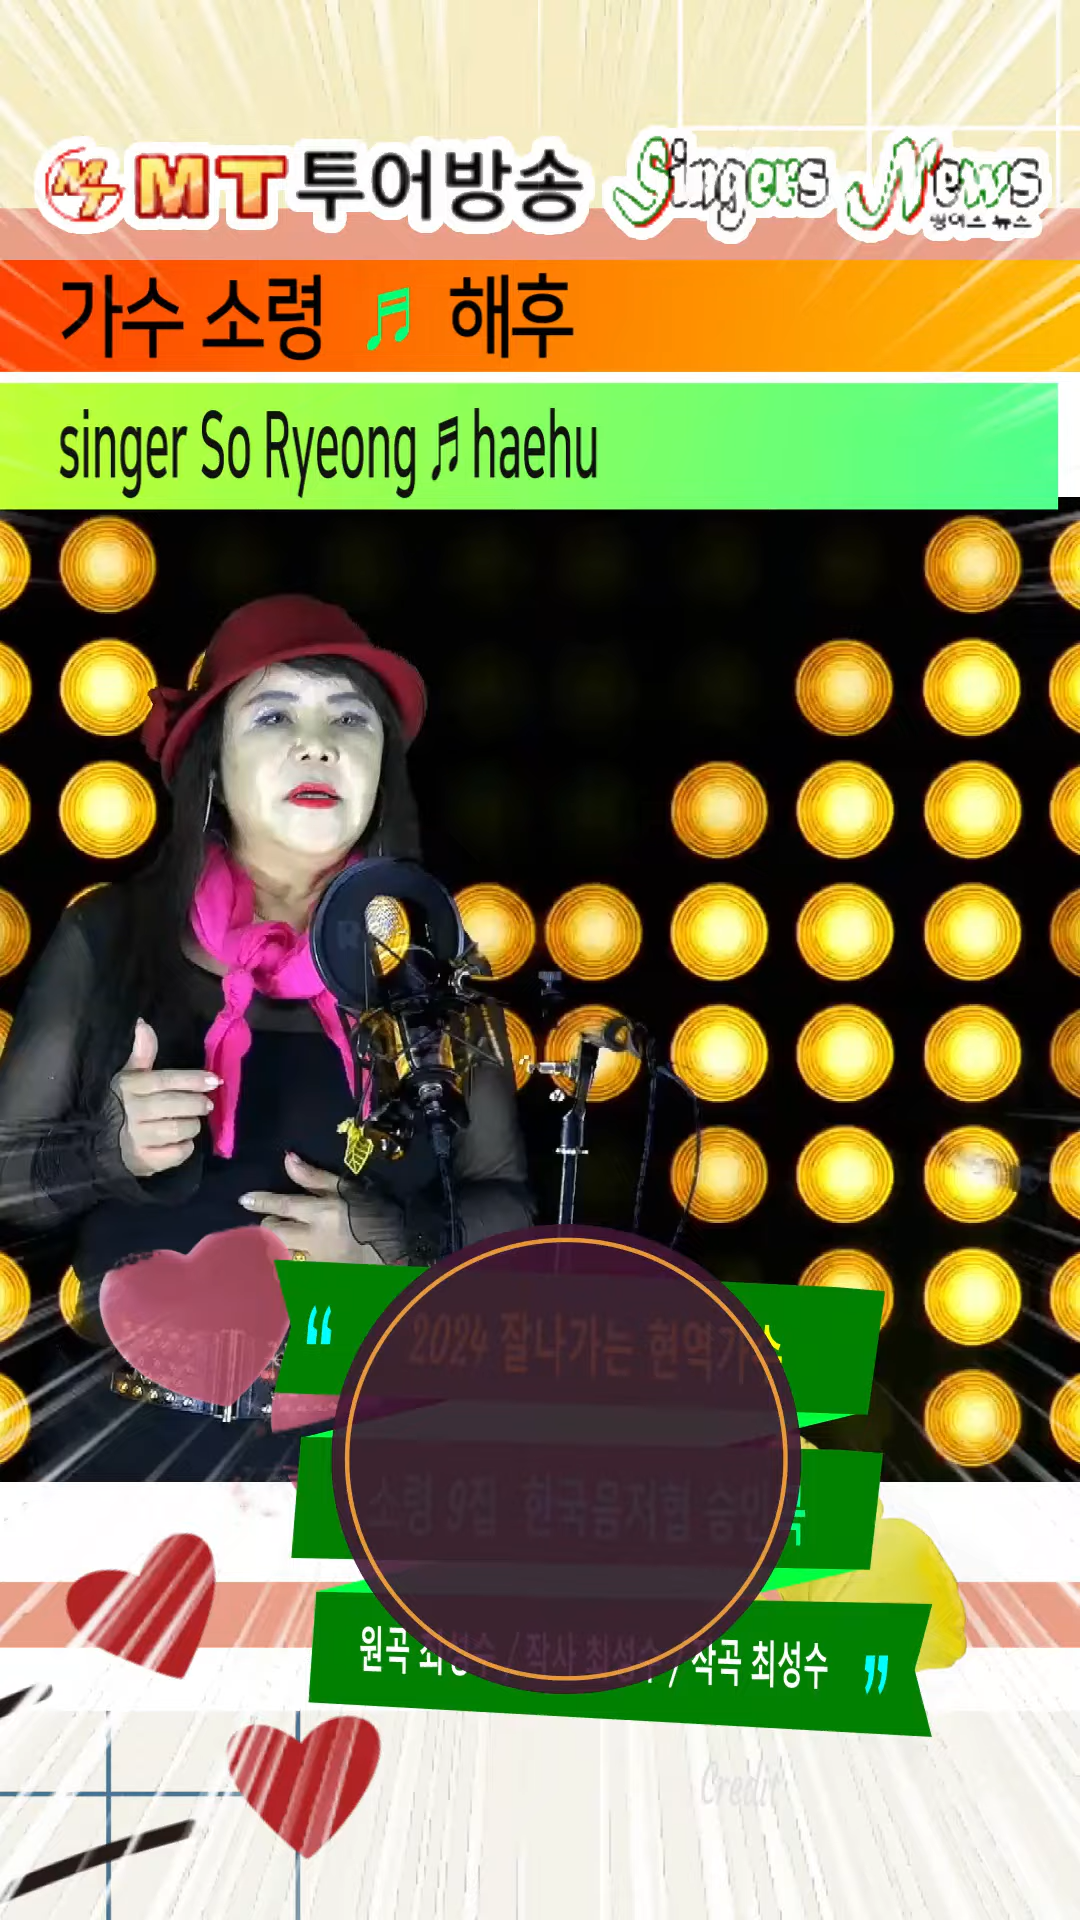 MT MT투어방송 Singers News
싱어스 뉴스
가수 소령 ♬ 해후
singer So Ryeong ♬ haehu
“ 2024 잘나가는 현역가수
소령 9집 한국음저협 승인곡
원곡 최성수 / 작사 최성수 / 작곡 최성수 ”
Credit